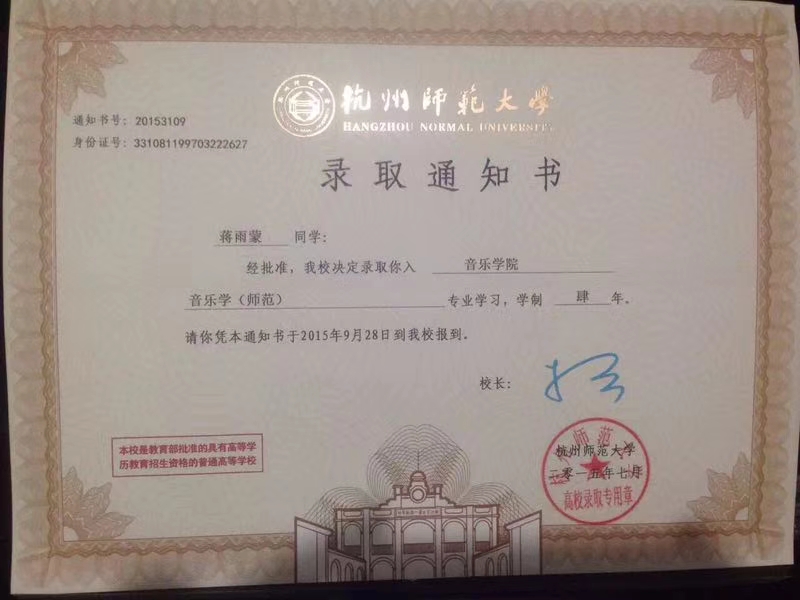 杭州师范大学
HANGZHOU NORMAL UNIVERSITY
通知书号：20153109
身份证号：331081199703222627
录取通知书
蒋雨蒙 同学：
经批准，我校决定录取你入 音乐学院
音乐学（师范） 专业学习，学制 肆 年。
请你凭本通知书于2015年9月28日到我校报到。
校长：
本校是教育部批准的具有高等学
历教育招生资格的普通高等学校
杭州师范大学
二零一五年七月
高校录取专用章